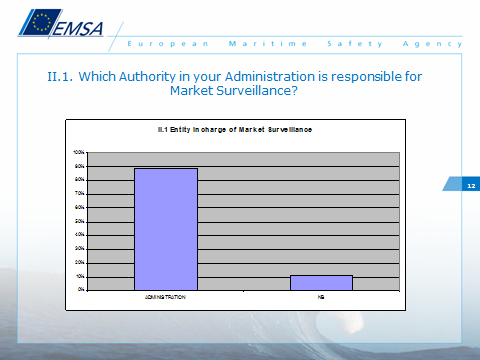 EMSA
European Maritime Safety Agency
II.1. Which Authority in your Administration is responsible for
Market Surveillance?
12
II.1 Entity in charge of Market Surveillance
100%
90%
80%
70%
60%
50%
40%
30%
20%
10%
0%
ADMINISTRATION NB